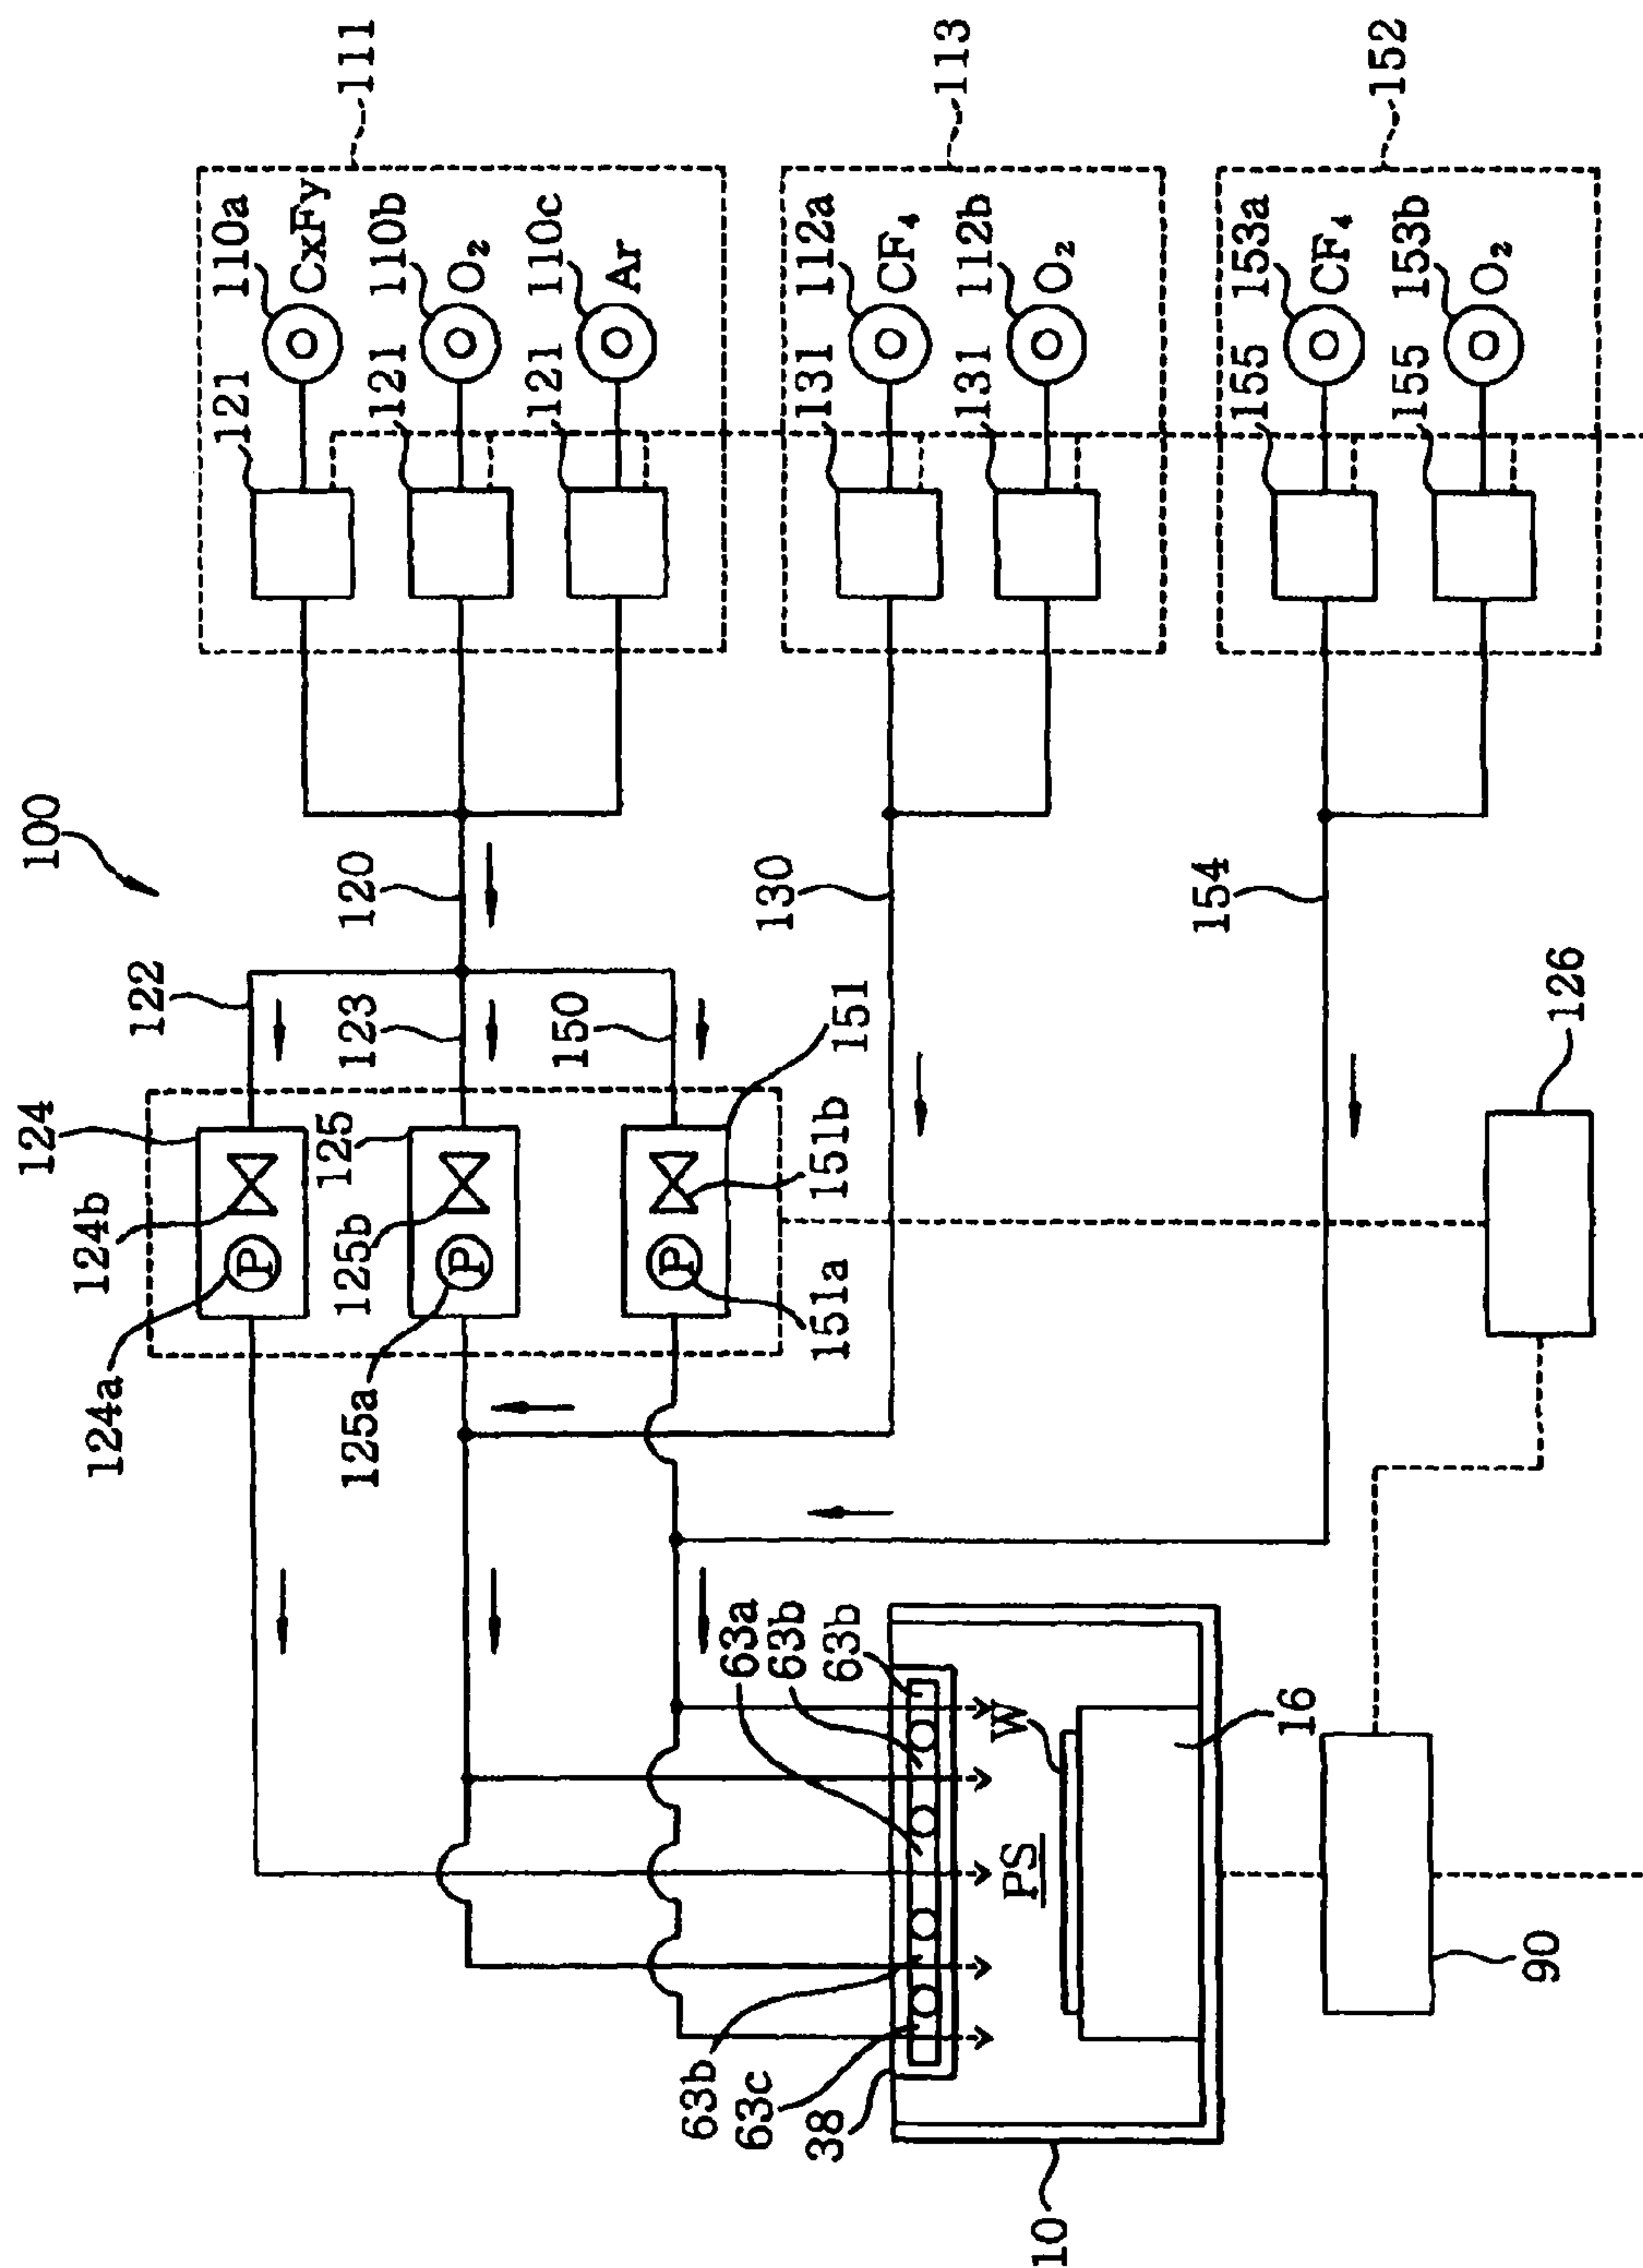 100
124a
124b
124
122
121
110a
CxFy
111
125a
125b
125
123
120
121
110b
O₂
150
121
110c
Ar
63b
63c
38
63a
63b
63b
151a
151b
151
130
131
112a
CF₄
113
10
PS
W
131
112b
O₂
16
154
155
153a
CF₄
152
90
126
155
153b
O₂